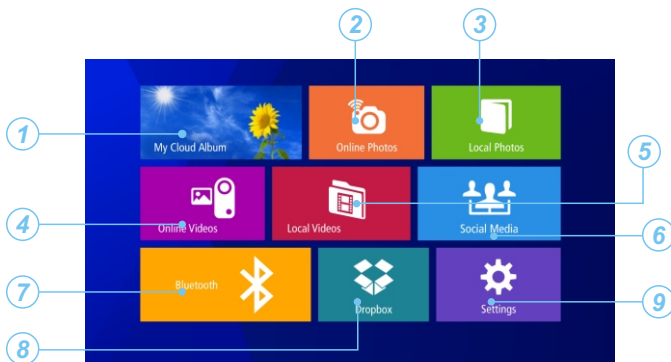 2
3
1
My Cloud Album
Online Photos
Local Photos
5
4
Online Videos
Local Videos
Social Media
6
7
Bluetooth
Dropbox
Settings
9
8